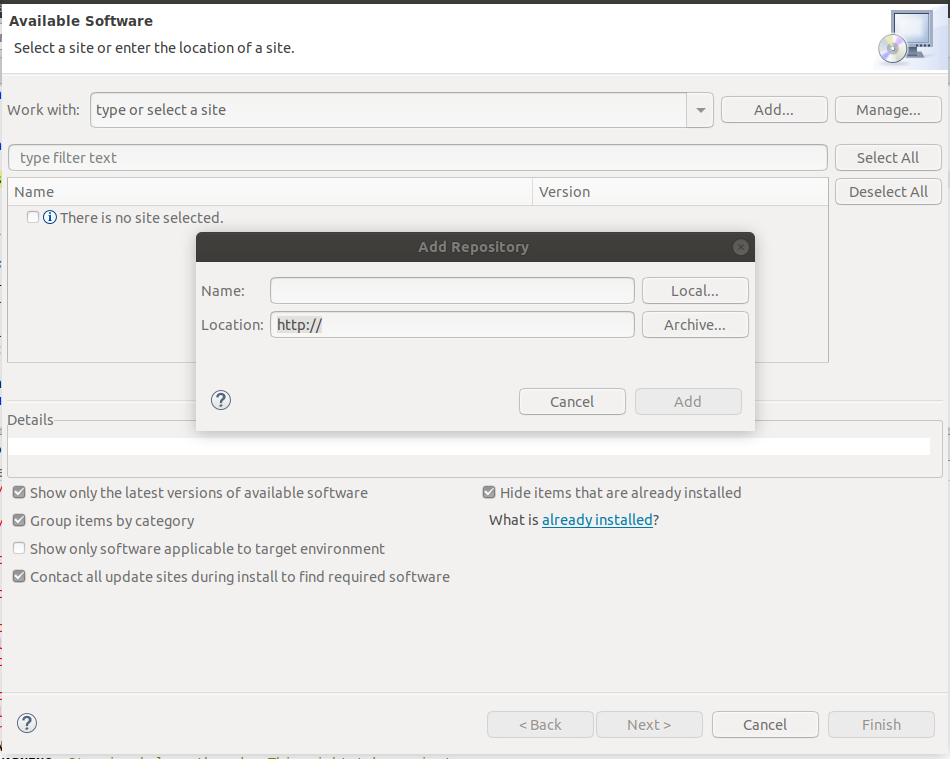 Available Software
Select a site or enter the location of a site.
Work with: type or select a site Add... Manage...
type filter text Select All
Name Version Deselect All
There is no site selected.
Add Repository
Name: Local...
Location: http:// Archive...
Cancel Add
Details
Show only the latest versions of available software Hide items that are already installed
Group items by category What is already installed?
Show only software applicable to target environment
Contact all update sites during install to find required software
< Back Next > Cancel Finish